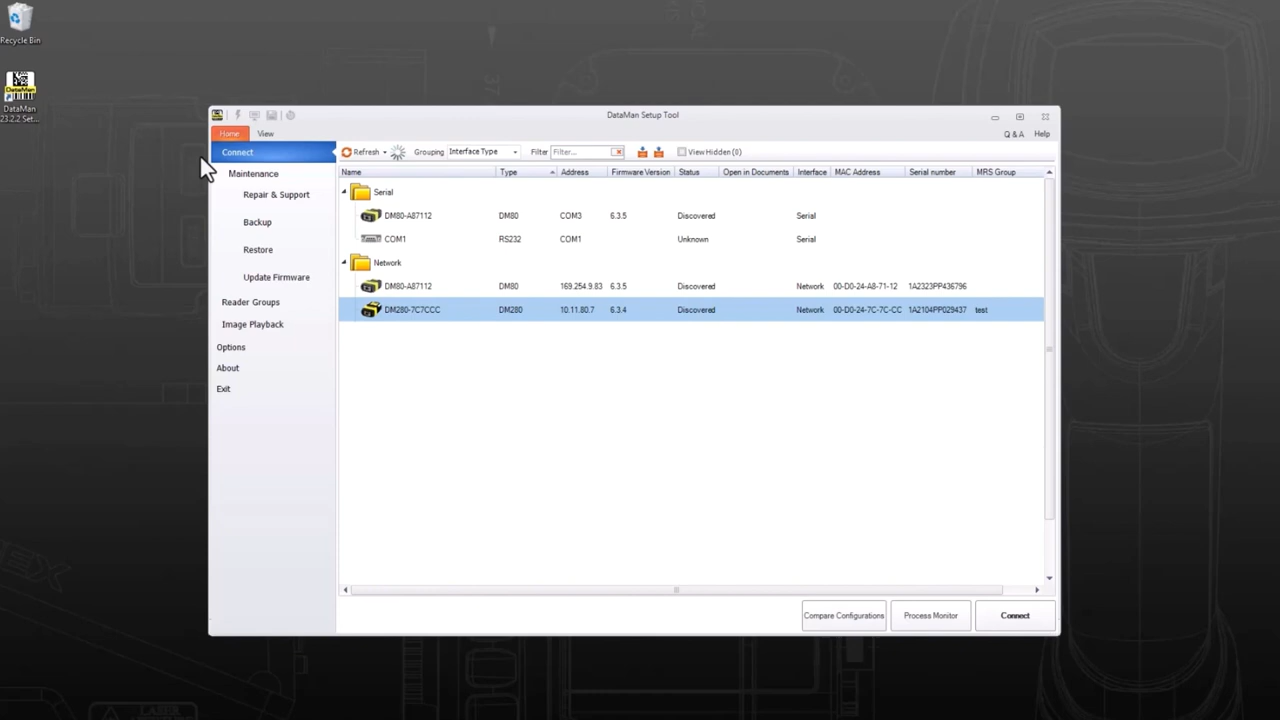 Recycle Bin
DataMan
DataMan
23.2.2 Set...
DataMan Setup Tool
Home View Q & A Help
Connect
Maintenance
Repair & Support
Backup
Restore
Update Firmware
Reader Groups
Image Playback
Options
About
Exit
Refresh Grouping Interface Type Filter Filter... View Hidden (0)
Name Type Address Firmware Version Status Open in Documents Interface MAC Address Serial number MRS Group
Serial
DM80-A87112 DM80 COM3 6.3.5 Discovered Serial
COM1 RS232 COM1 Unknown Serial
Network
DM80-A87112 DM80 169.254.9.83 6.3.5 Discovered Network 00-D0-24-A8-71-12 1A2323PP436796
DM280-7C7CCC DM280 10.11.80.7 6.3.4 Discovered Network 00-D0-24-7C-7C-CC 1A2104PP029437 test
Compare Configurations Process Monitor Connect